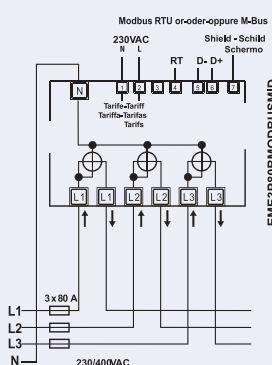 Modbus RTU or-oder-oppure M-Bus
230VAC
N L
Shield - Schild
Schermo
RT D- D+
N 1 2 3 4 5 6 7
Tarife-Tariff
Tariffa-Tarifas
Tarifs
L1 L1 L2 L2 L3 L3
3 x 80 A
L1
L2
L3
N
230/400VAC